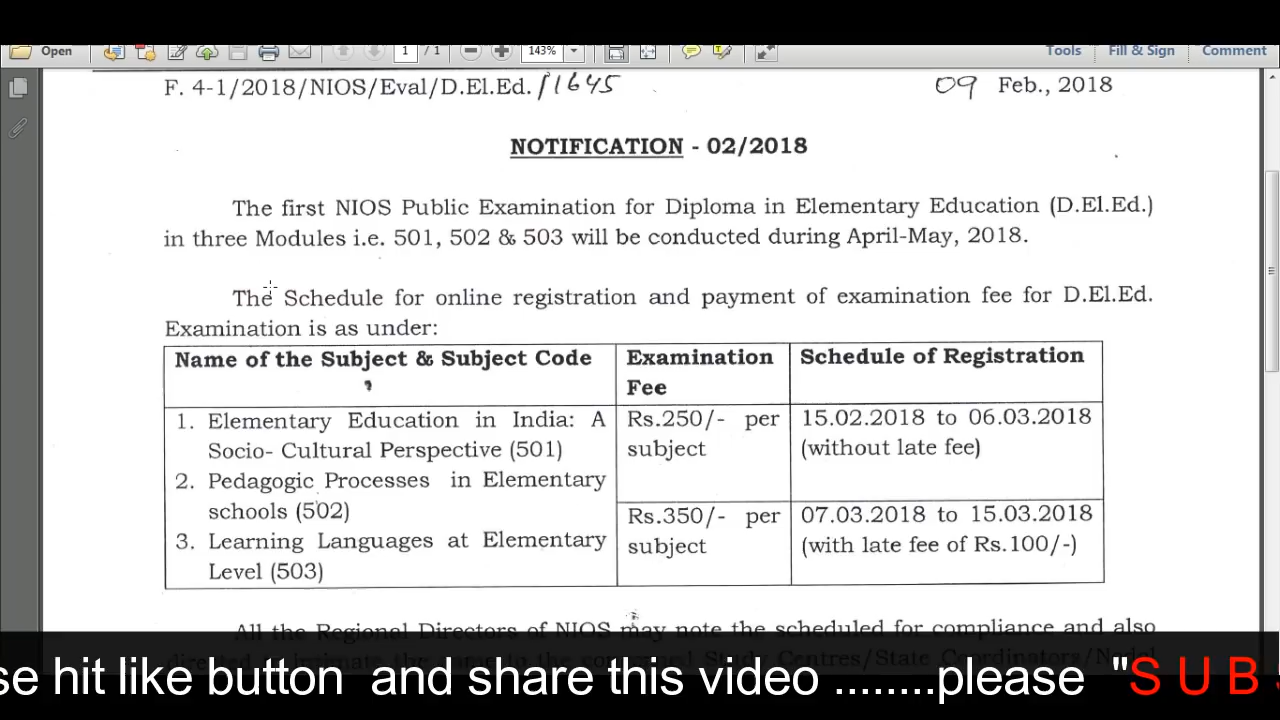 Open
1 / 1
143%
Tools
Fill & Sign
Comment
F. 4-1/2018/NIOS/Eval/D.El.Ed./1645
09 Feb., 2018
NOTIFICATION - 02/2018
The first NIOS Public Examination for Diploma in Elementary Education (D.El.Ed.)
in three Modules i.e. 501, 502 & 503 will be conducted during April-May, 2018.
The Schedule for online registration and payment of examination fee for D.El.Ed.
Examination is as under:
Name of the Subject & Subject Code
Examination
Fee
Schedule of Registration
1. Elementary Education in India: A
Socio- Cultural Perspective (501)
2. Pedagogic Processes in Elementary
schools (502)
3. Learning Languages at Elementary
Level (503)
Rs.250/- per
subject
15.02.2018 to 06.03.2018
(without late fee)
Rs.350/- per
subject
07.03.2018 to 15.03.2018
(with late fee of Rs.100/-)
All the Regional Directors of NIOS may note the scheduled for compliance and also
the concerned Study Centres/State Coordinators/Nodal
se hit like button and share this video ........please "S U B